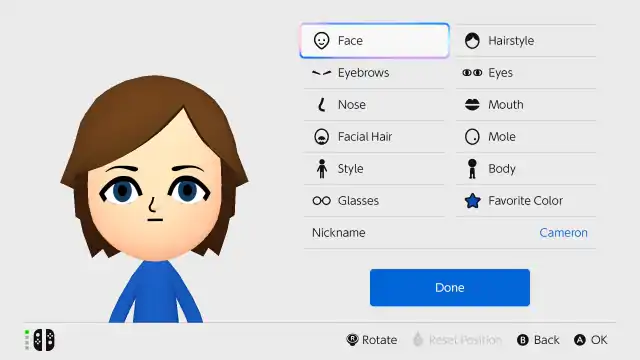 Face
Hairstyle
Eyebrows
Eyes
Nose
Mouth
Facial Hair
Mole
Style
Body
Glasses
Favorite Color
Nickname
Cameron
Done
R Rotate
Reset Position
B Back
A OK